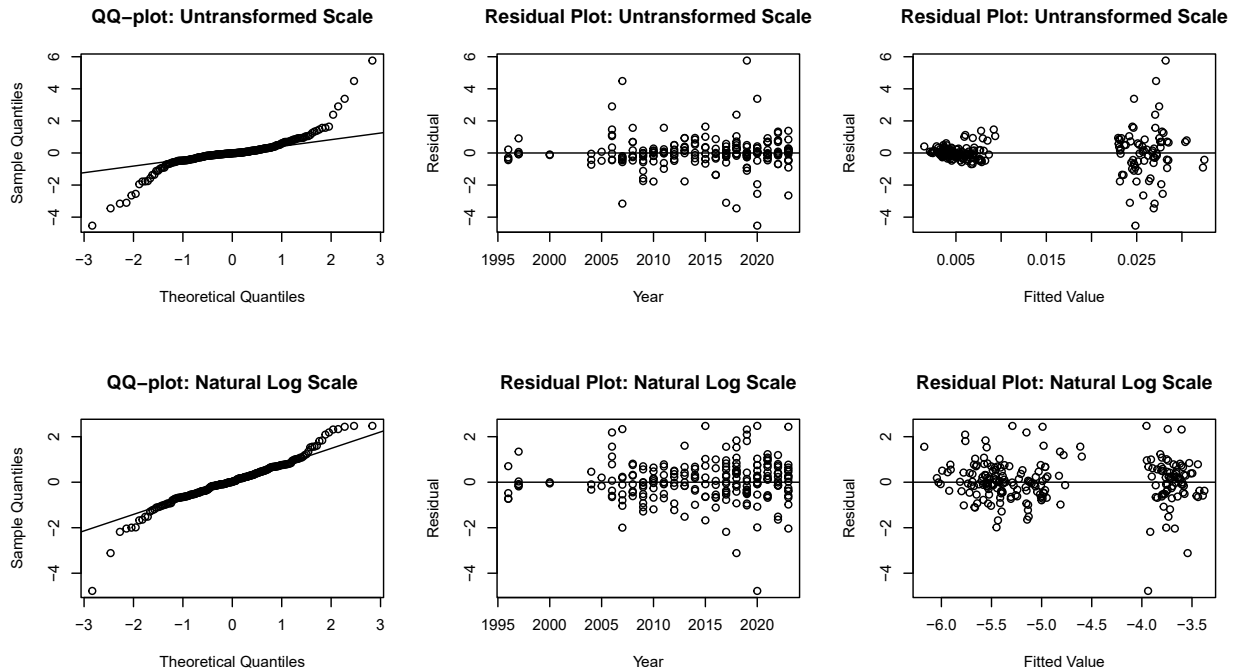 QQ−plot: Untransformed Scale
Sample Quantiles
6
4
2
0
−2
−4
−3 −2 −1 0 1 2 3
Theoretical Quantiles
Residual Plot: Untransformed Scale
Residual
6
4
2
0
−2
−4
1995 2000 2005 2010 2015 2020
Year
Residual Plot: Untransformed Scale
Residual
6
4
2
0
−2
−4
0.005 0.015 0.025
Fitted Value
QQ−plot: Natural Log Scale
Sample Quantiles
2
0
−2
−4
−3 −2 −1 0 1 2 3
Theoretical Quantiles
Residual Plot: Natural Log Scale
Residual
2
0
−2
−4
1995 2000 2005 2010 2015 2020
Year
Residual Plot: Natural Log Scale
Residual
2
0
−2
−4
−6.0 −5.5 −5.0 −4.5 −4.0 −3.5
Fitted Value